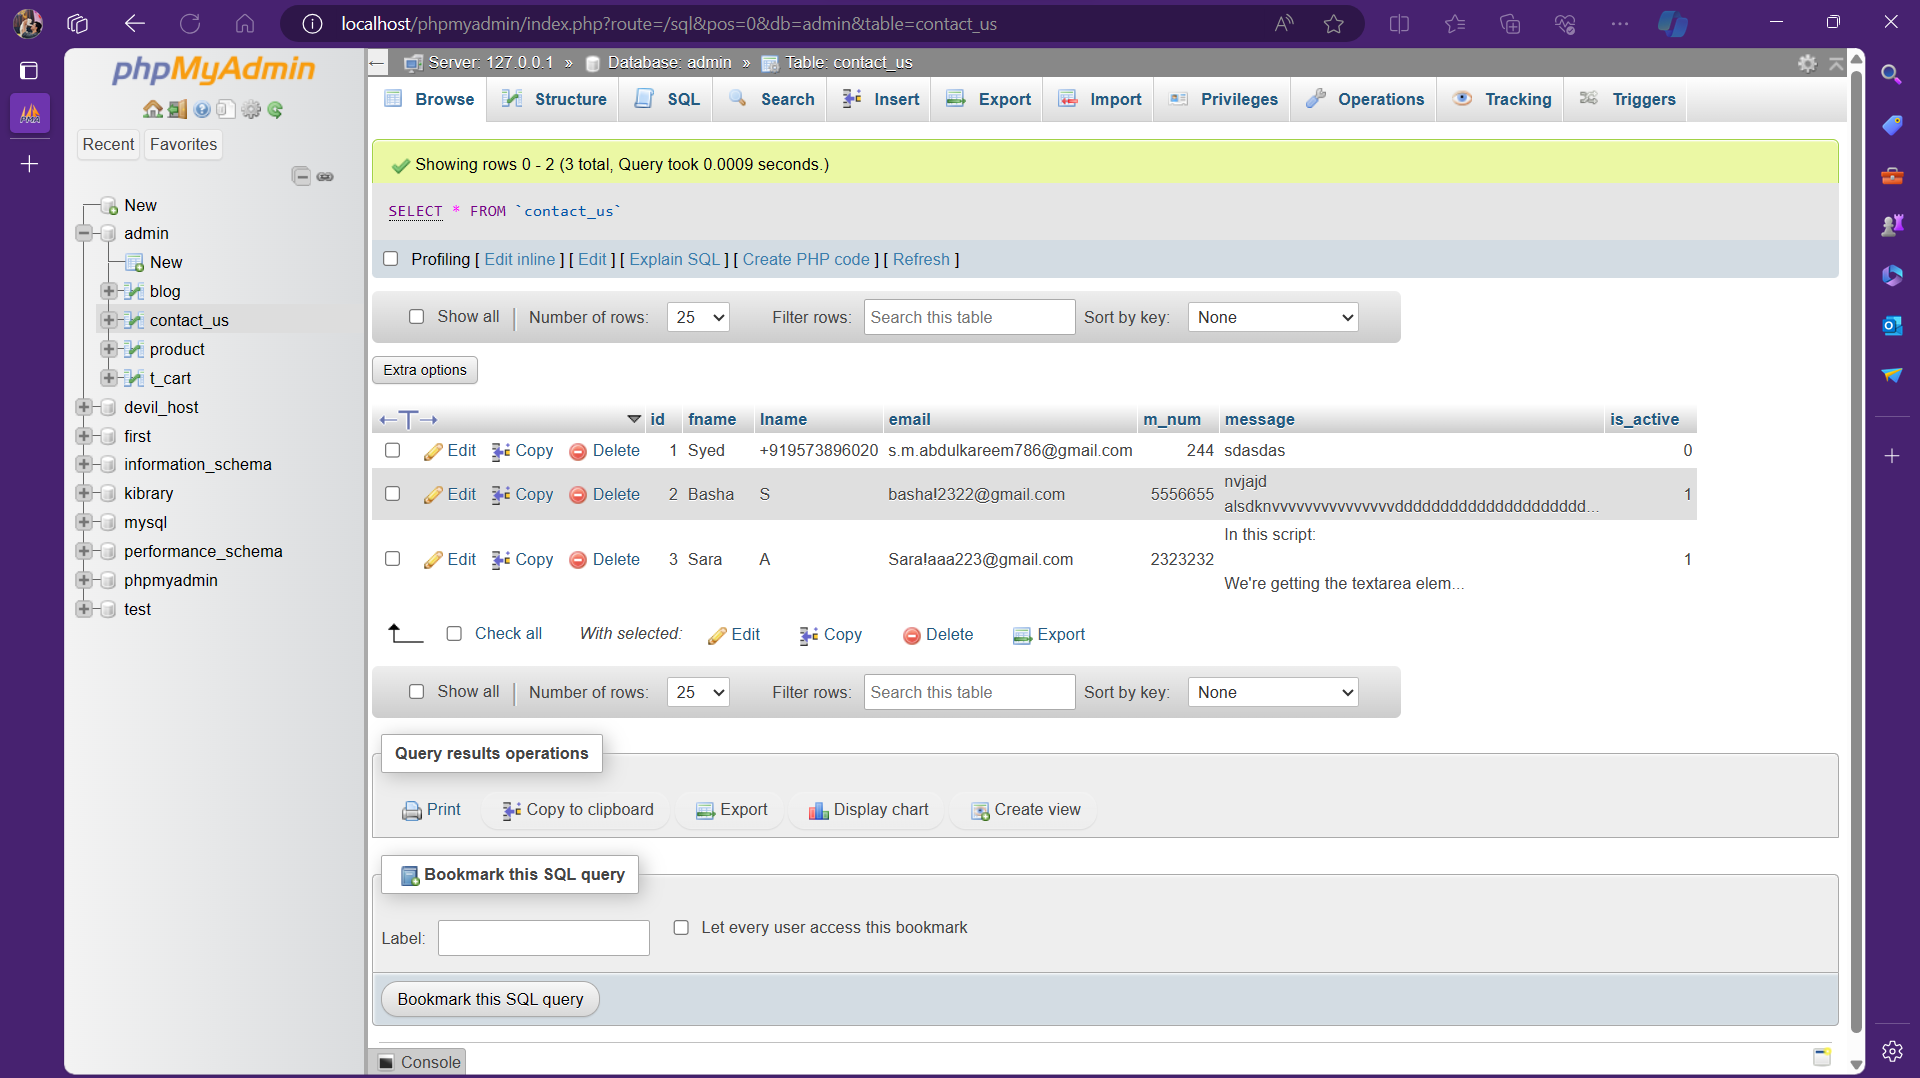 localhost/phpmyadmin/index.php?route=/sql&pos=0&db=admin&table=contact_us
phpMyAdmin
Recent Favorites
New
admin
New
blog
contact_us
product
t_cart
devil_host
first
information_schema
kibrary
mysql
performance_schema
phpmyadmin
test
Server: 127.0.0.1 » Database: admin » Table: contact_us
Browse Structure SQL Search Insert Export Import Privileges Operations Tracking Triggers
Showing rows 0 - 2 (3 total, Query took 0.0009 seconds.)
SELECT * FROM `contact_us`
Profiling [ Edit inline ] [ Edit ] [ Explain SQL ] [ Create PHP code ] [ Refresh ]
Show all | Number of rows: 25 Filter rows: Search this table Sort by key: None
Extra options
id fname lname email m_num message is_active
Edit Copy Delete 1 Syed +919573896020 s.m.abdulkareem786@gmail.com 244 sdasdas 0
Edit Copy Delete 2 Basha S basha!2322@gmail.com 5556655 nvjajd 1
Edit Copy Delete 3 Sara A Sara!aaa223@gmail.com 2323232 In this script: 1
We're getting the textarea elem...
Check all With selected: Edit Copy Delete Export
Show all | Number of rows: 25 Filter rows: Search this table Sort by key: None
Query results operations
Print Copy to clipboard Export Display chart Create view
Bookmark this SQL query
Label: Let every user access this bookmark
Bookmark this SQL query
Console